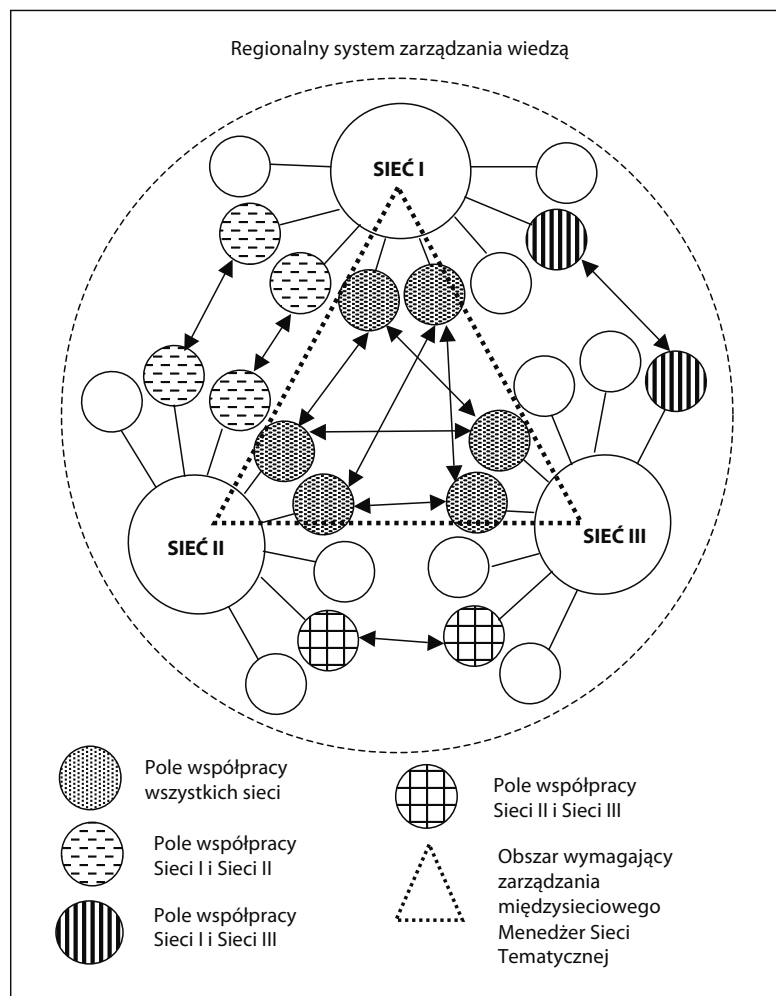 Regionalny system zarządzania wiedzą
SIEĆ I
SIEĆ II
SIEĆ III
Pole współpracy
wszystkich sieci
Pole współpracy
Sieci I i Sieci II
Pole współpracy
Sieci I i Sieci III
Pole współpracy
Sieci II i Sieci III
Obszar wymagający
zarządzania
międzysieciowego
Menedżer Sieci
Tematycznej